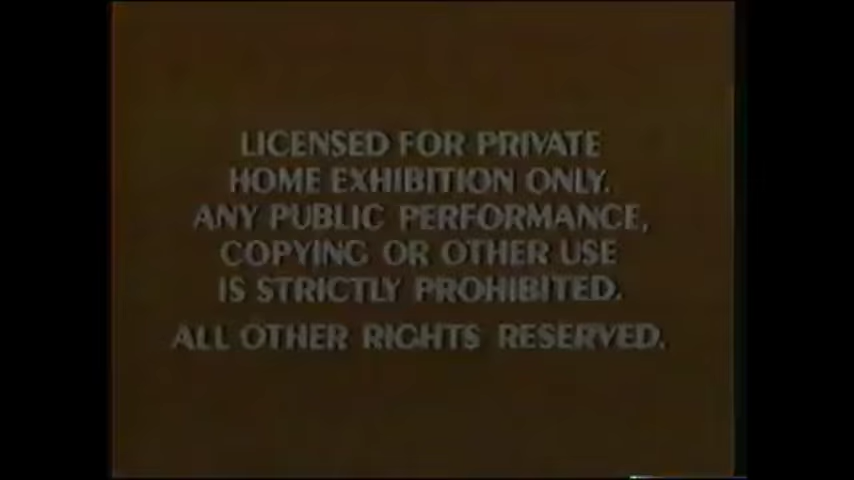 LICENSED FOR PRIVATE
HOME EXHIBITION ONLY.
ANY PUBLIC PERFORMANCE,
COPYING OR OTHER USE
IS STRICTLY PROHIBITED.
ALL OTHER RIGHTS RESERVED.